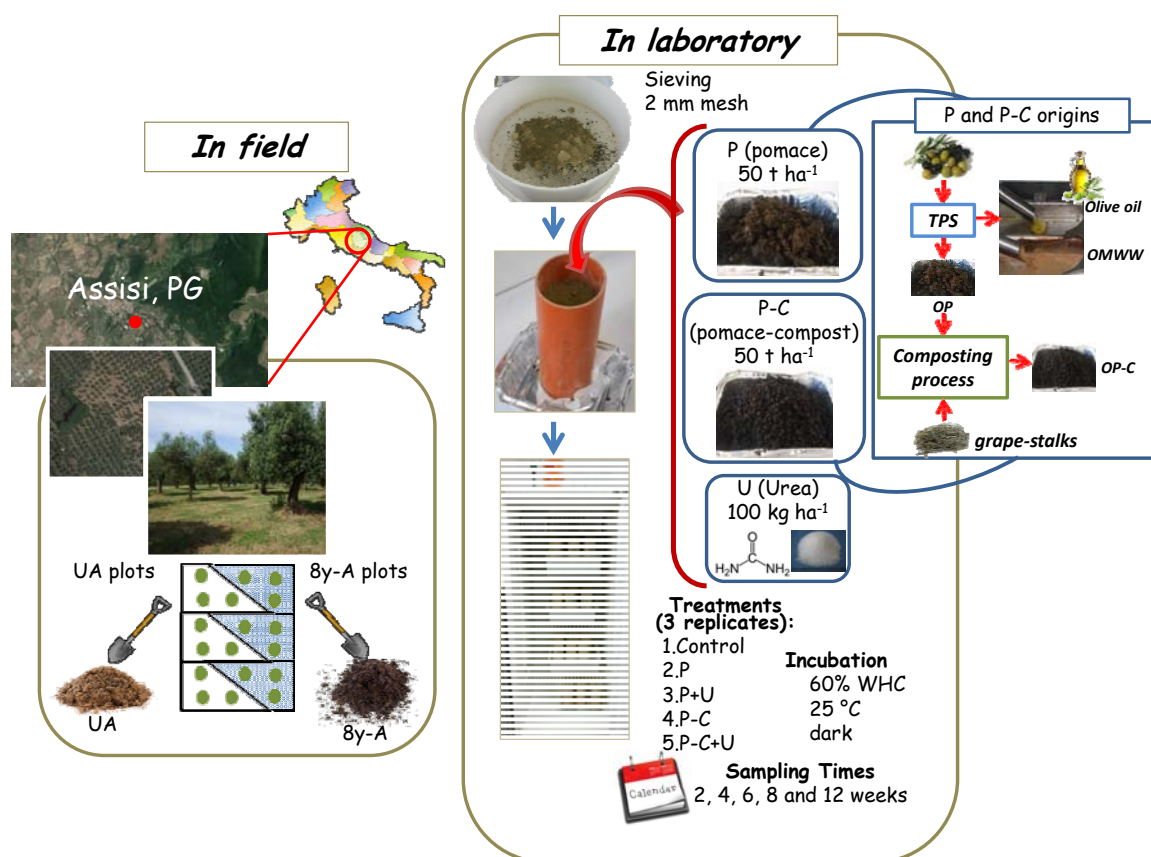 In field
Assisi, PG
UA plots
8y-A plots
UA
8y-A
In laboratory
Sieving
2 mm mesh
P (pomace)
50 t ha⁻¹
P-C
(pomace-compost)
50 t ha⁻¹
U (Urea)
100 kg ha⁻¹
O
H₂N
NH₂
Treatments
(3 replicates):
1.Control
2.P
3.P+U
4.P-C
5.P-C+U
Incubation
60% WHC
25 °C
dark
Calendar
Sampling Times
2, 4, 6, 8 and 12 weeks
P and P-C origins
TPS
Olive oil
OMWW
OP
Composting
process
OP-C
grape-stalks